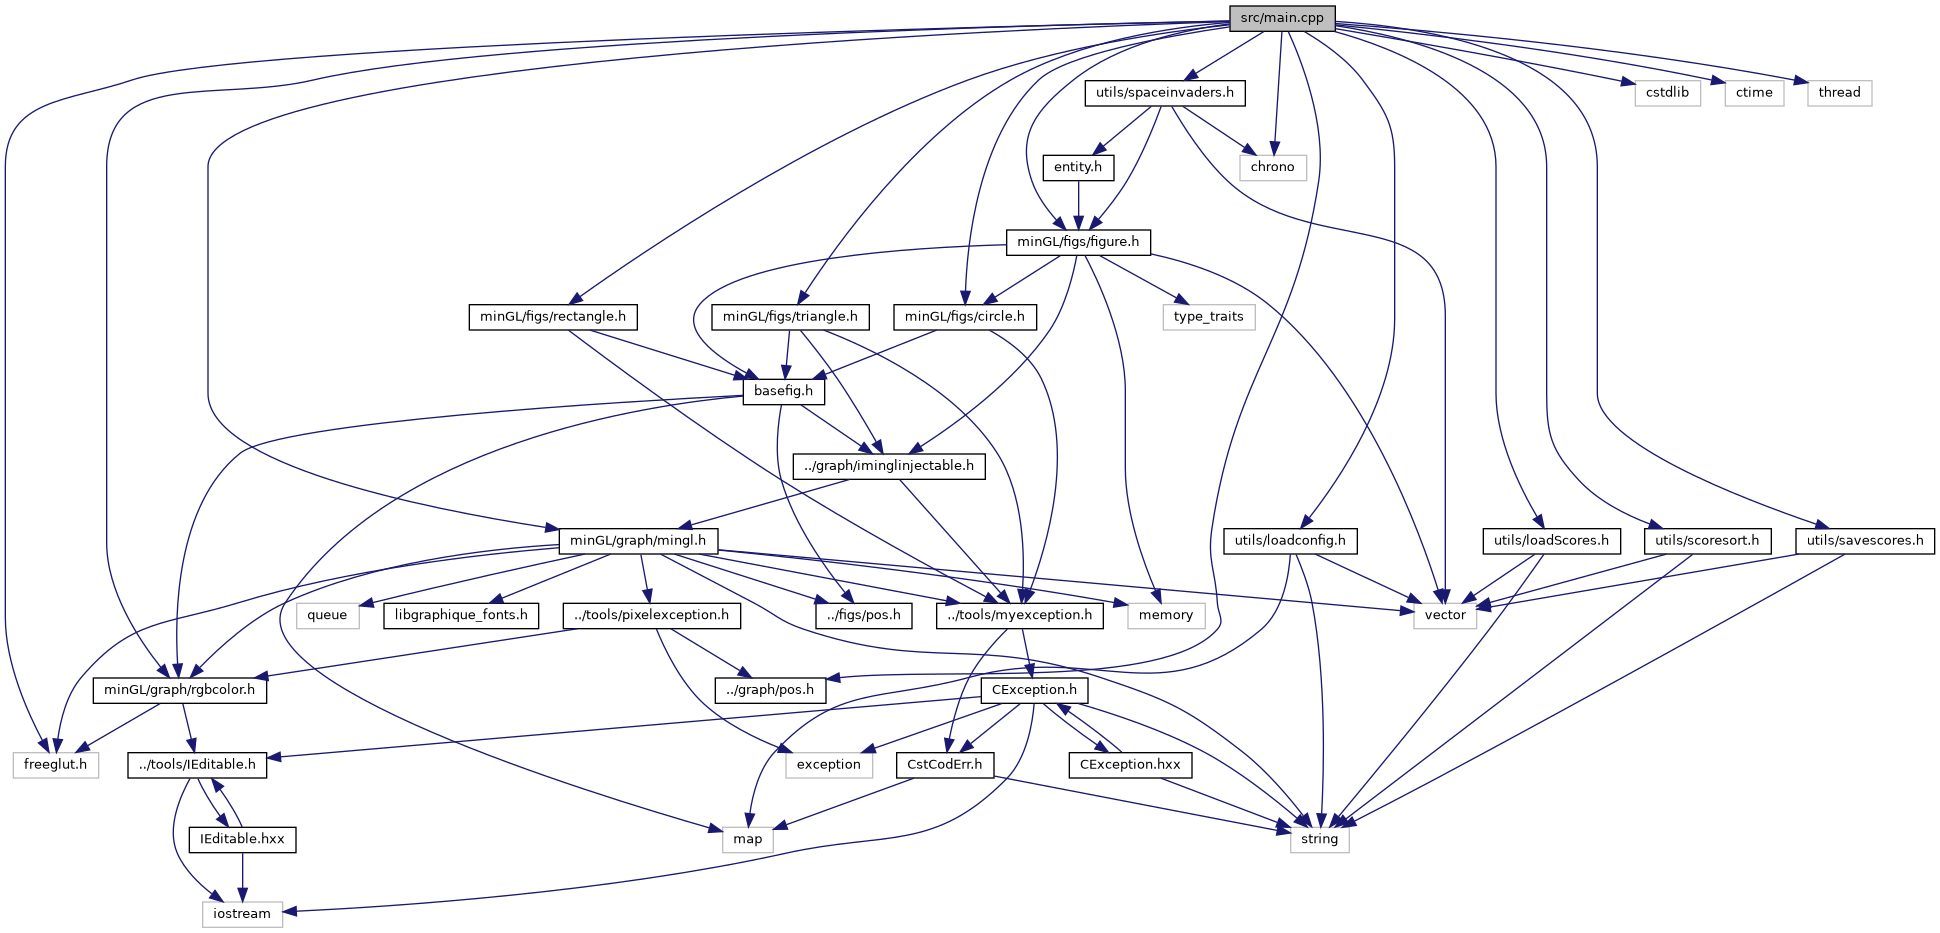 src/main.cpp
utils/spaceinvaders.h
cstdlib
ctime
thread
entity.h
chrono
minGL/figs/figure.h
minGL/figs/rectangle.h
minGL/figs/triangle.h
minGL/figs/circle.h
type_traits
basefig.h
../graph/iminglinjectable.h
minGL/graph/mingl.h
utils/loadconfig.h
utils/loadScores.h
utils/scoresort.h
utils/savescores.h
queue
libgraphique_fonts.h
../tools/pixelexception.h
../figs/pos.h
../tools/myexception.h
memory
vector
minGL/graph/rgbcolor.h
../graph/pos.h
CException.h
freeglut.h
../tools/IEditable.h
exception
CstCodErr.h
CException.hxx
IEditable.hxx
map
string
iostream